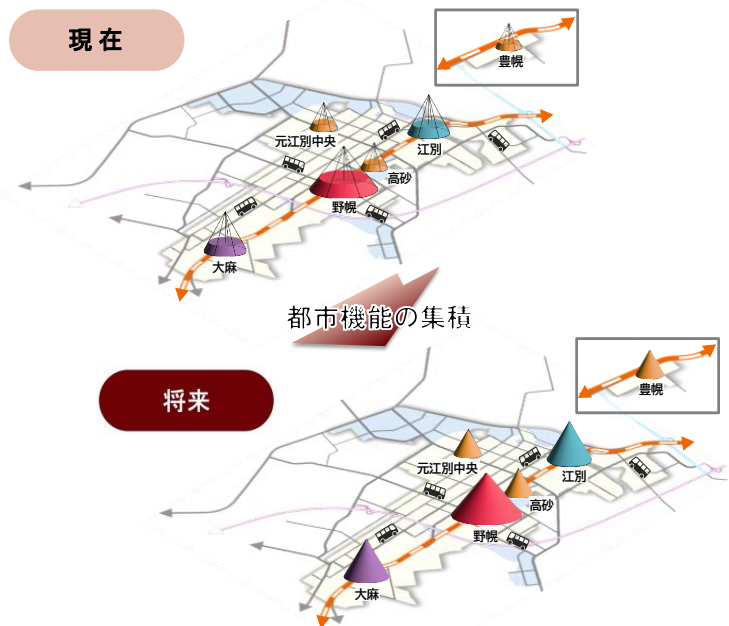 現在
豊幌
元江別中央
江別
高砂
野幌
大麻
都市機能の集積
将来
豊幌
元江別中央
江別
高砂
野幌
大麻